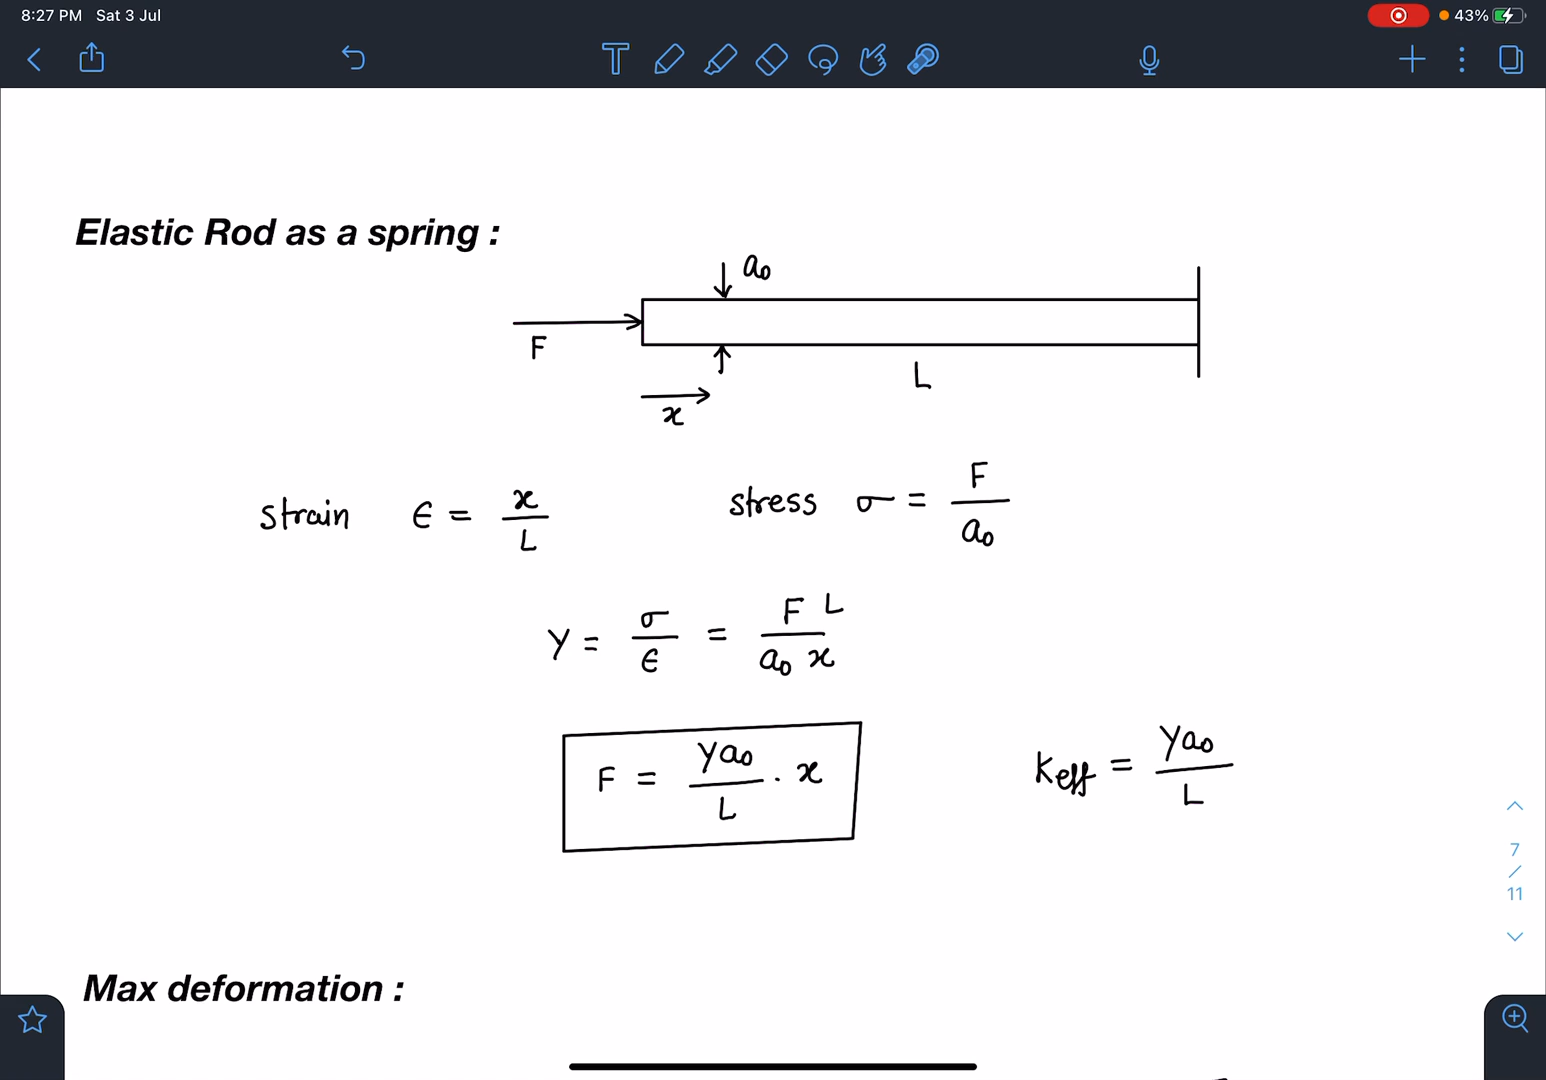 8:27 PM Sat 3 Jul
43%
T
Elastic Rod as a spring :
a₀
F
L
x
strain ϵ = x/L stress σ = F/a₀
Y = σ/ϵ = F L/a₀ x
F = Ya₀/L · x
Keff = Ya₀/L
7
/
11
Max deformation :